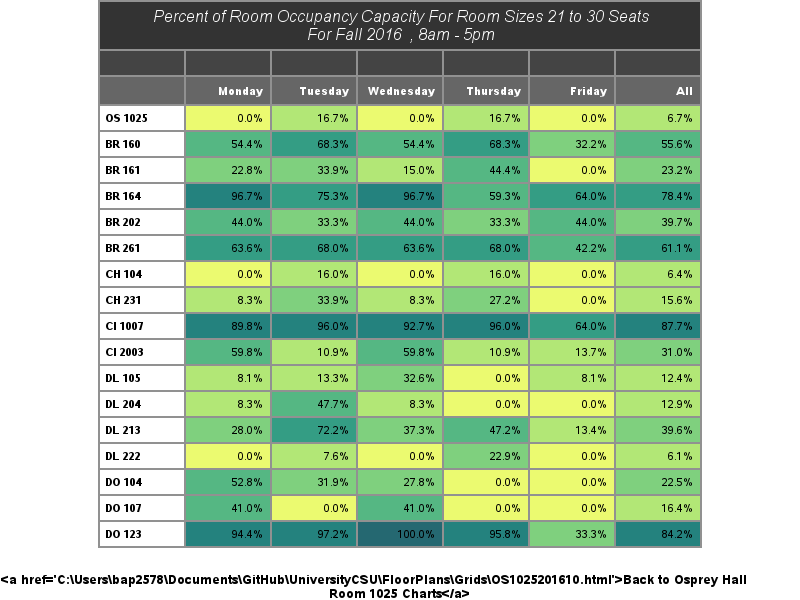 Percent of Room Occupancy Capacity For Room Sizes 21 to 30 Seats
For Fall 2016 , 8am - 5pm
Monday Tuesday Wednesday Thursday Friday All
OS 1025 0.0% 16.7% 0.0% 16.7% 0.0% 6.7%
BR 160 54.4% 68.3% 54.4% 68.3% 32.2% 55.6%
BR 161 22.8% 33.9% 15.0% 44.4% 0.0% 23.2%
BR 164 96.7% 75.3% 96.7% 59.3% 64.0% 78.4%
BR 202 44.0% 33.3% 44.0% 33.3% 44.0% 39.7%
BR 261 63.6% 68.0% 63.6% 68.0% 42.2% 61.1%
CH 104 0.0% 16.0% 0.0% 16.0% 0.0% 6.4%
CH 231 8.3% 33.9% 8.3% 27.2% 0.0% 15.6%
CI 1007 89.8% 96.0% 92.7% 96.0% 64.0% 87.7%
CI 2003 59.8% 10.9% 59.8% 10.9% 13.7% 31.0%
DL 105 8.1% 13.3% 32.6% 0.0% 8.1% 12.4%
DL 204 8.3% 47.7% 8.3% 0.0% 0.0% 12.9%
DL 213 28.0% 72.2% 37.3% 47.2% 13.4% 39.6%
DL 222 0.0% 7.6% 0.0% 22.9% 0.0% 6.1%
DO 104 52.8% 31.9% 27.8% 0.0% 0.0% 22.5%
DO 107 41.0% 0.0% 41.0% 0.0% 0.0% 16.4%
DO 123 94.4% 97.2% 100.0% 95.8% 33.3% 84.2%
<a href='C:\Users\bap2578\Documents\GitHub\UniversityCSU\FloorPlans\Grids\OS1025201610.html'>Back to Osprey Hall
Room 1025 Charts</a>